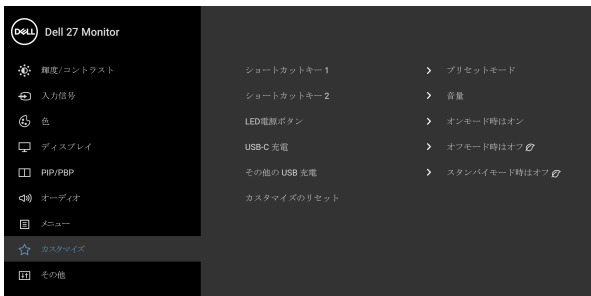 DELL Dell 27 Monitor
輝度/コントラスト
入力信号
色
ディスプレイ
PIP/PBP
オーディオ
メニュー
カスタマイズ
その他
ショートカットキー 1 > プリセットモード
ショートカットキー 2 > 音量
LED電源ボタン > オンモード時はオン
USB-C 充電 > オフモード時はオフ
その他の USB 充電 > スタンバイモード時はオフ
カスタマイズのリセット